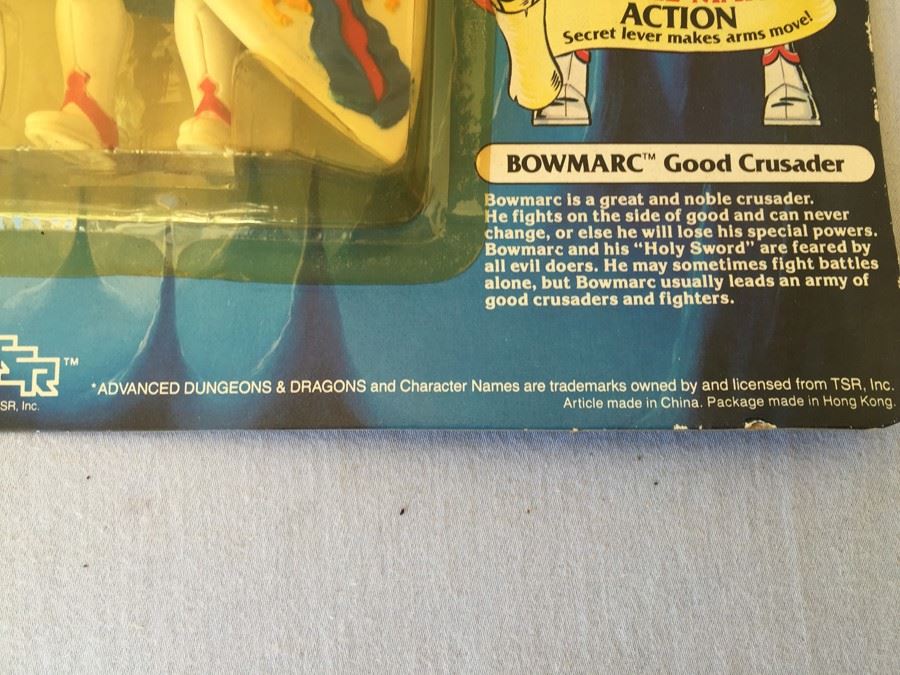 ACTION
Secret lever makes arms move!
BOWMARC™ Good Crusader
Bowmarc is a great and noble crusader.
He fights on the side of good and can never
change, or else he will lose his special powers.
Bowmarc and his "Holy Sword" are feared by
all evil doers. He may sometimes fight battles
alone, but Bowmarc usually leads an army of
good crusaders and fighters.
TM
SR, Inc.
*ADVANCED DUNGEONS & DRAGONS and Character Names are trademarks owned by and licensed from TSR, Inc.
Article made in China. Package made in Hong Kong.